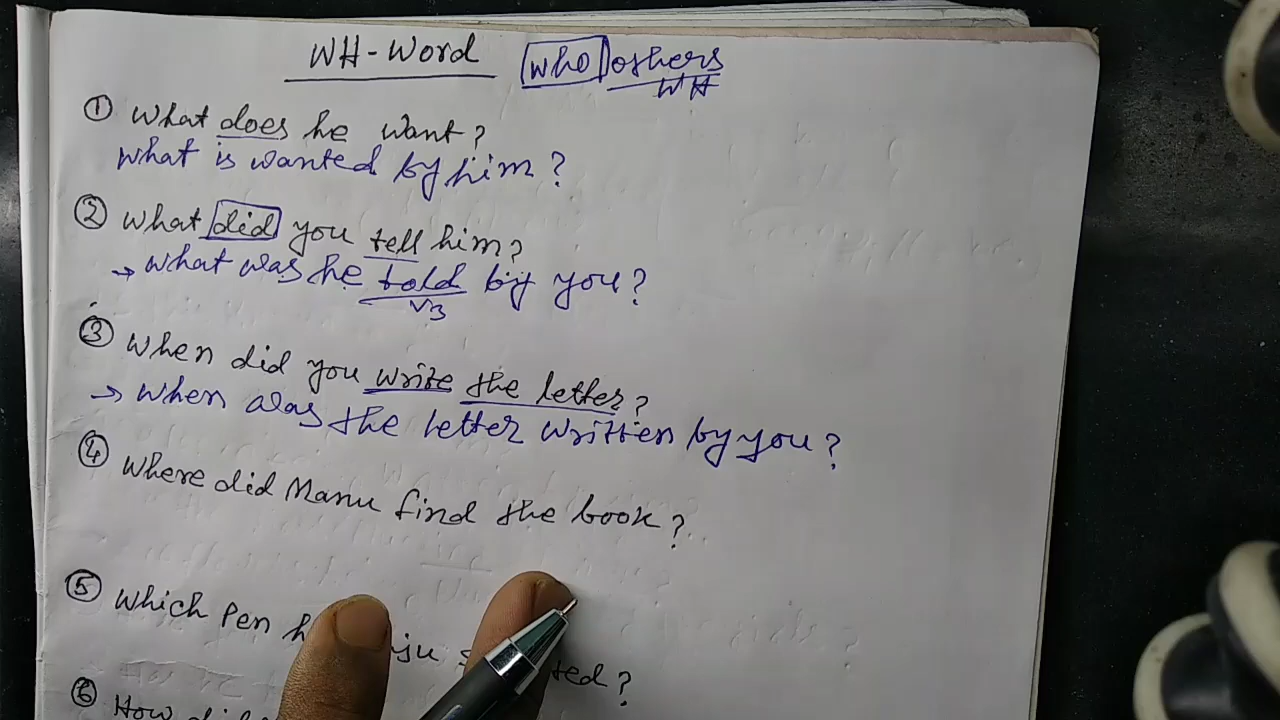 WH-Word who others
WH
① What does he want?
What is wanted by him?
② What did you tell him?
→ What was he told by you?
V3
③ When did you write the letter?
→ When was the letter written by you?
④ Where did Manu find the book?
⑤ Which Pen
⑥ How